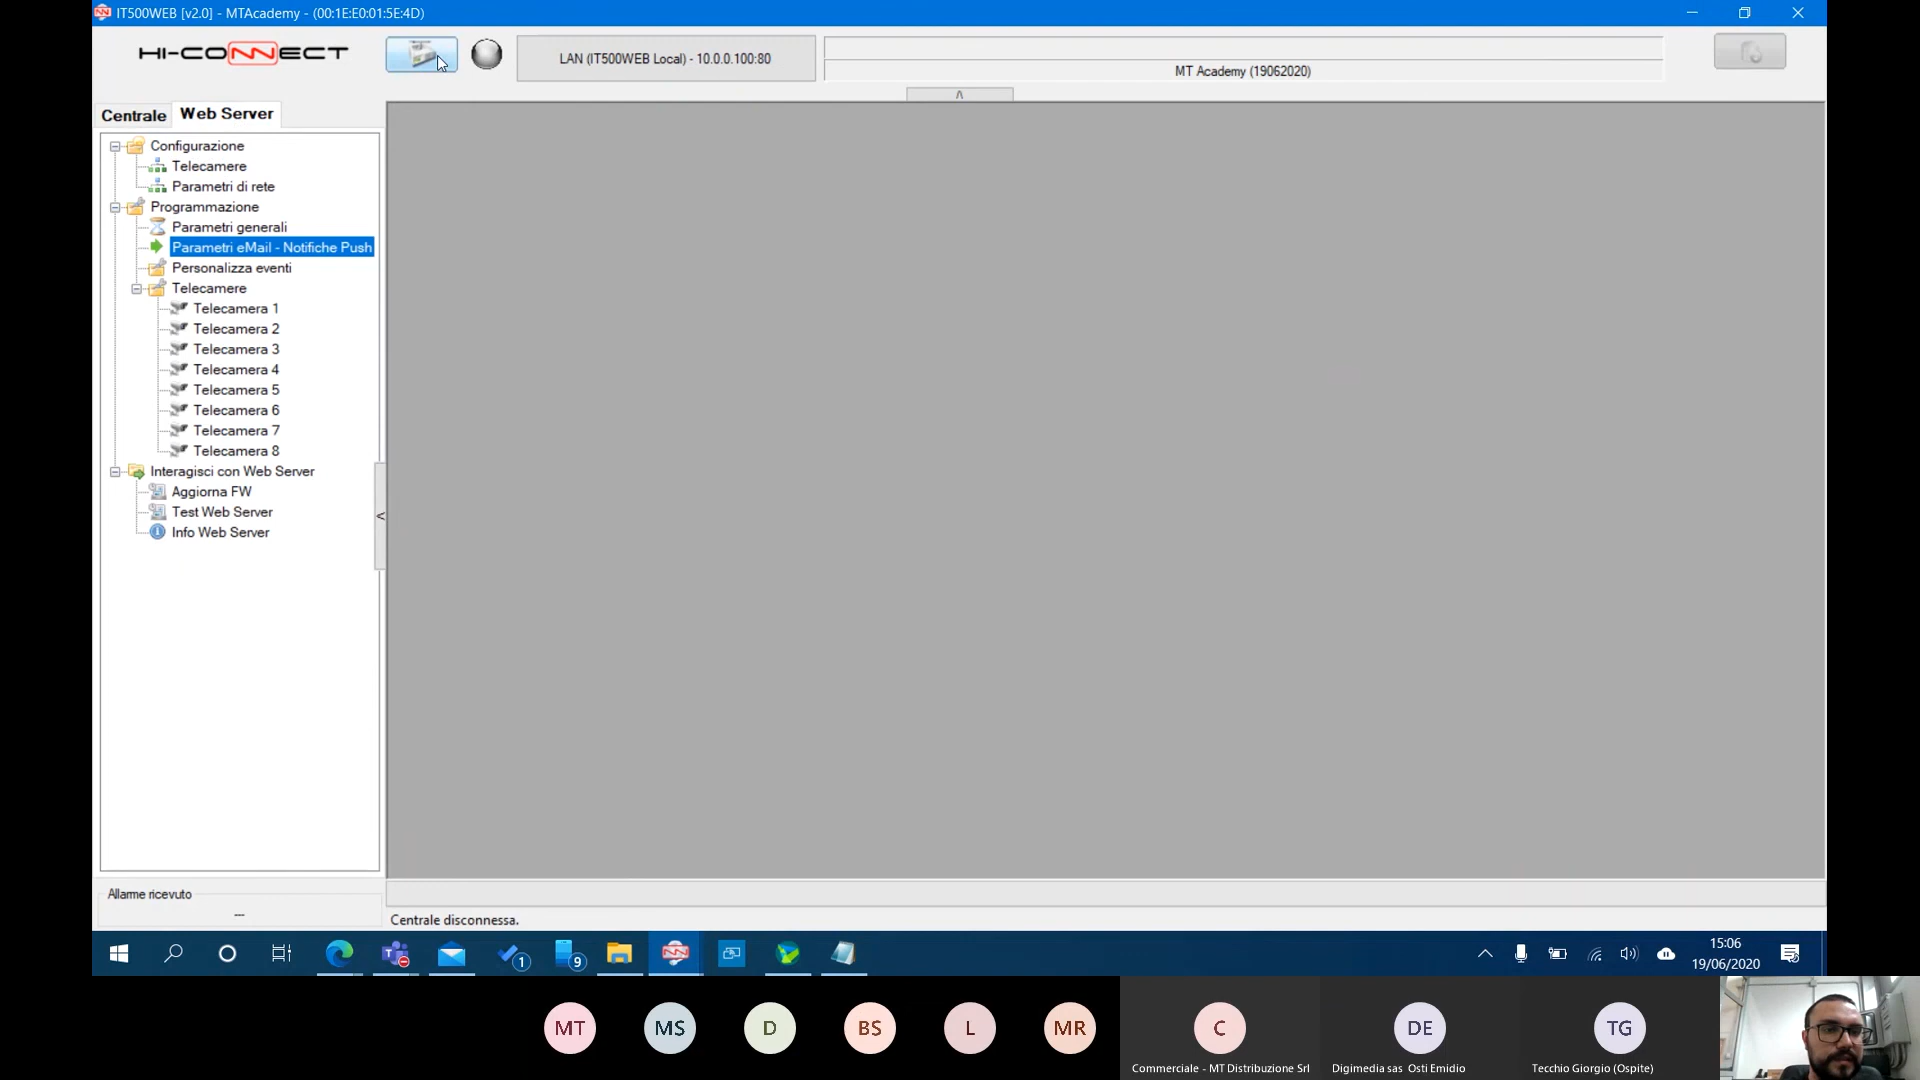 IT500WEB [v2.0] - MTAcademy - (00:1E:E0:01:5E:4D)
HI-CONNECT
LAN (IT500WEB Local) - 10.0.0.100:80
MT Academy (19062020)
Centrale
Web Server
Configurazione
Telecamere
Parametri di rete
Programmazione
Parametri generali
Parametri eMail - Notifiche Push
Personalizza eventi
Telecamere
Telecamera 1
Telecamera 2
Telecamera 3
Telecamera 4
Telecamera 5
Telecamera 6
Telecamera 7
Telecamera 8
Interagisci con Web Server
Aggiorna FW
Test Web Server
Info Web Server
Allarme ricevuto
---
Centrale disconnessa.
1
9
15:06
19/06/2020
MT
MS
D
BS
L
MR
C
DE
TG
Commerciale - MT Distribuzione Srl
Digimedia sas Osti Emidio
Tecchio Giorgio (Ospite)